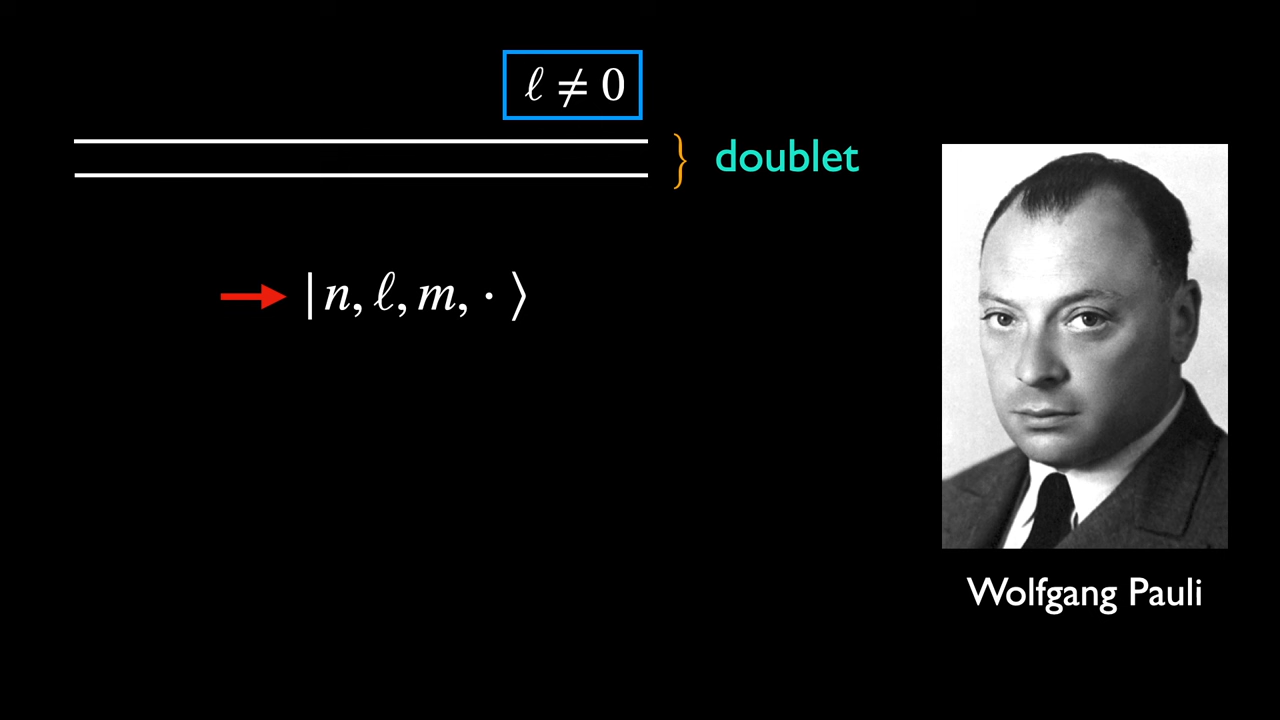 ℓ ≠ 0
} doublet
|n, ℓ, m, · ⟩
Wolfgang Pauli